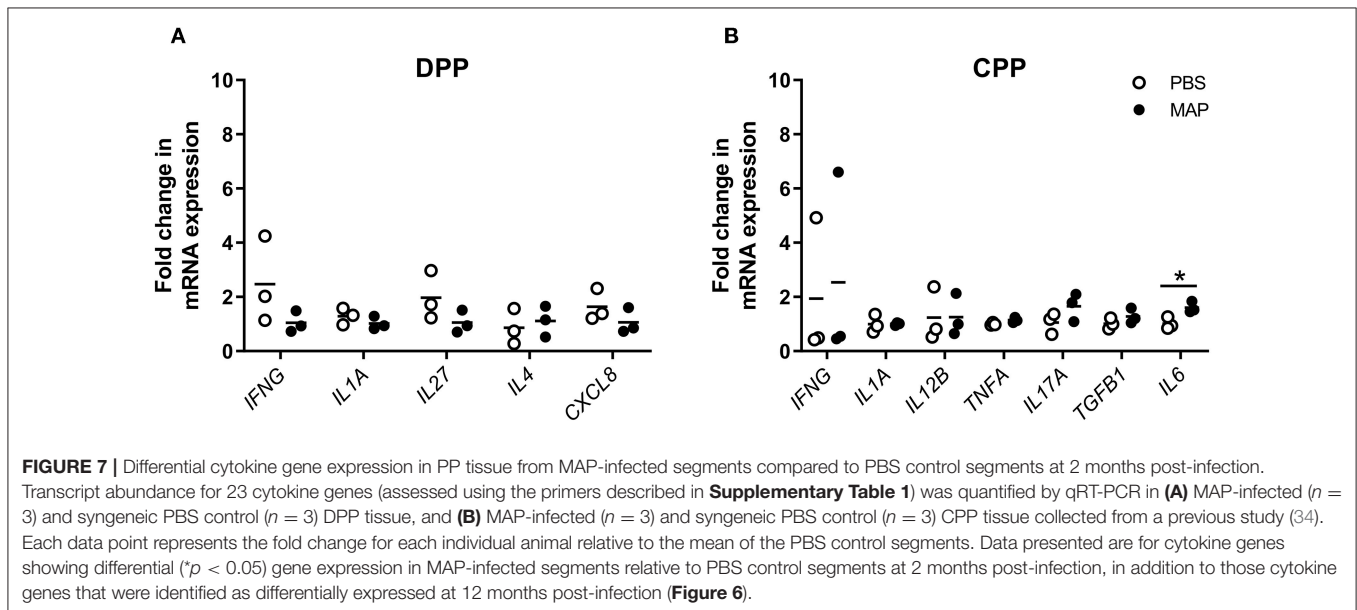 A
DPP
Fold change in
mRNA expression
10
8
6
4
2
0
IFNG
IL1A
IL27
IL4
CXCL8
B
CPP
PBS
MAP
Fold change in
mRNA expression
10
8
6
4
2
0
*
IFNG
IL1A
IL12B
TNFA
IL17A
TGFB1
IL6
FIGURE 7 | Differential cytokine gene expression in PP tissue from MAP-infected segments compared to PBS control segments at 2 months post-infection.
Transcript abundance for 23 cytokine genes (assessed using the primers described in Supplementary Table 1) was quantified by qRT-PCR in (A) MAP-infected (n =
3) and syngeneic PBS control (n = 3) DPP tissue, and (B) MAP-infected (n = 3) and syngeneic PBS control (n = 3) CPP tissue collected from a previous study (34).
Each data point represents the fold change for each individual animal relative to the mean of the PBS control segments. Data presented are for cytokine genes
showing differential (*p < 0.05) gene expression in MAP-infected segments relative to PBS control segments at 2 months post-infection, in addition to those cytokine
genes that were identified as differentially expressed at 12 months post-infection (Figure 6).